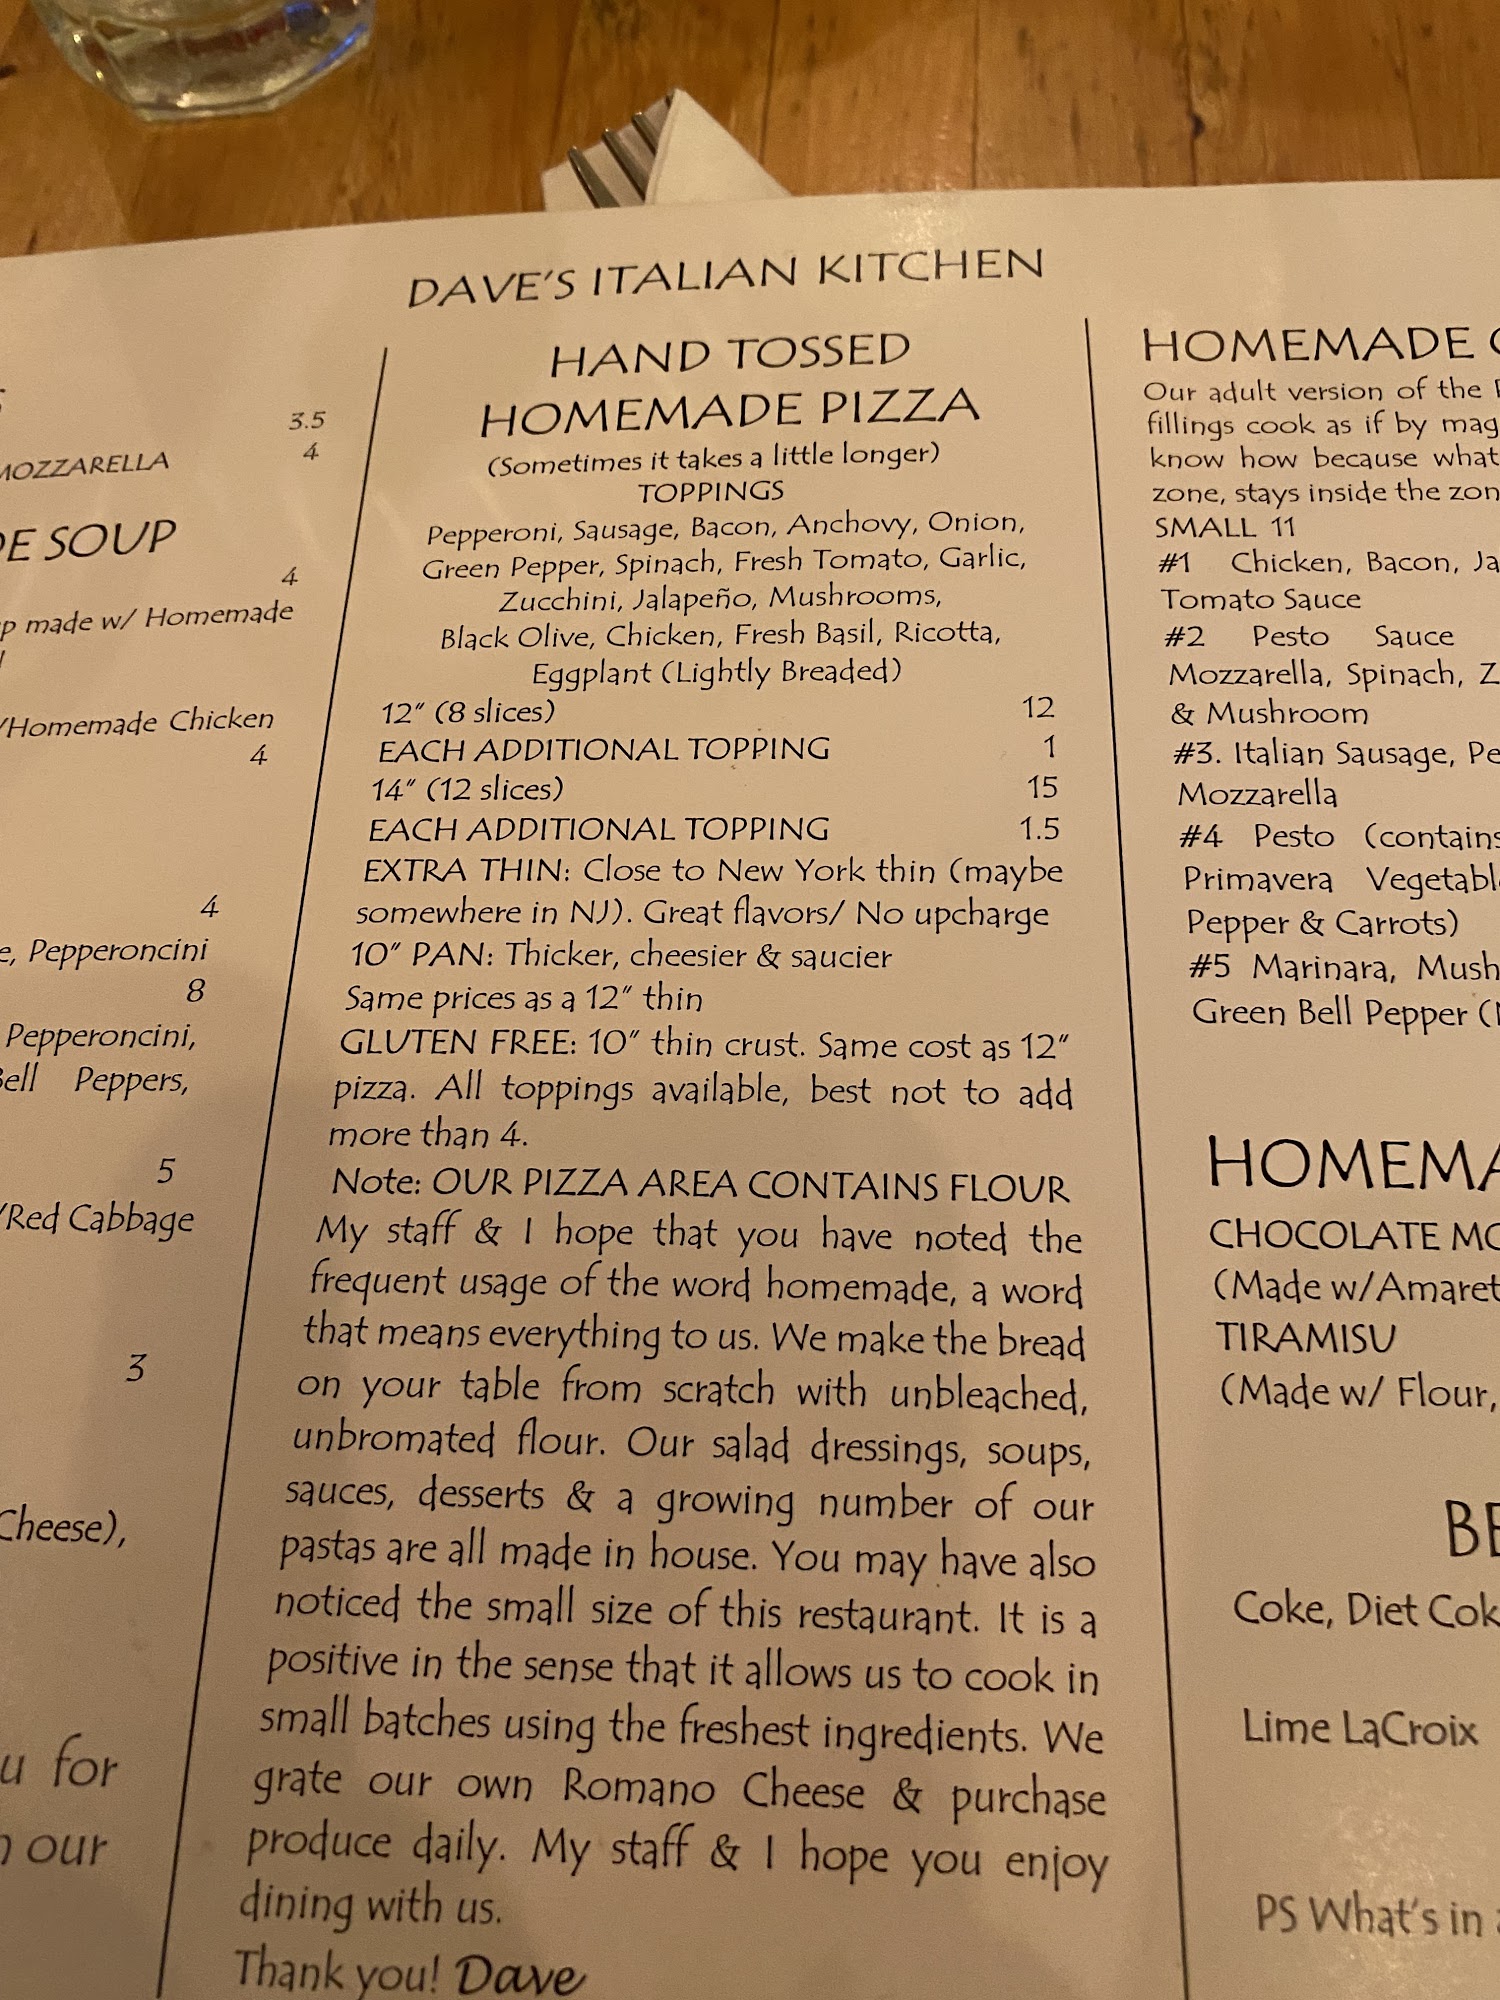 DAVE'S ITALIAN KITCHEN
3.5
4
MOZZARELLA
SOUP
4
made w/ Homemade
w/Homemade Chicken
4
4
Pepperoncini
8
Pepperoncini,
Bell Peppers,
5
w/Red Cabbage
3
Cheese),
for
our
HAND TOSSED
HOMEMADE PIZZA
(Sometimes it takes a little longer)
TOPPINGS
Pepperoni, Sausage, Bacon, Anchovy, Onion,
Green Pepper, Spinach, Fresh Tomato, Garlic,
Zucchini, Jalapeño, Mushrooms,
Black Olive, Chicken, Fresh Basil, Ricotta,
Eggplant (Lightly Breaded)
12" (8 slices) 12
EACH ADDITIONAL TOPPING 1
14" (12 slices) 15
EACH ADDITIONAL TOPPING 1.5
EXTRA THIN: Close to New York thin (maybe
somewhere in NJ). Great flavors/ No upcharge
10" PAN: Thicker, cheesier & saucier
Same prices as a 12" thin
GLUTEN FREE: 10" thin crust. Same cost as 12"
pizza. All toppings available, best not to add
more than 4.
Note: OUR PIZZA AREA CONTAINS FLOUR
My staff & I hope that you have noted the
frequent usage of the word homemade, a word
that means everything to us. We make the bread
on your table from scratch with unbleached,
unbromated flour. Our salad dressings, soups,
sauces, desserts & a growing number of our
pastas are all made in house. You may have also
noticed the small size of this restaurant. It is a
positive in the sense that it allows us to cook in
small batches using the freshest ingredients. We
grate our own Romano Cheese & purchase
produce daily. My staff & I hope you enjoy
dining with us.
Thank you! Dave
HOMEMADE
Our adult version of the
fillings cook as if by
know how because what
zone, stays inside the
SMALL 11
#1 Chicken, Bacon,
Tomato Sauce
#2 Pesto Sauce
Mozzarella, Spinach,
& Mushroom
#3. Italian Sausage,
Mozzarella
#4 Pesto (contains
Primavera
Pepper & Carrots)
#5 Marinara,
Green Bell Pepper
CHOCOLATE
(Made
TIRAMISU
(Made w/ Flour,
Coke, Diet
Lime LaCroix
PS What's in